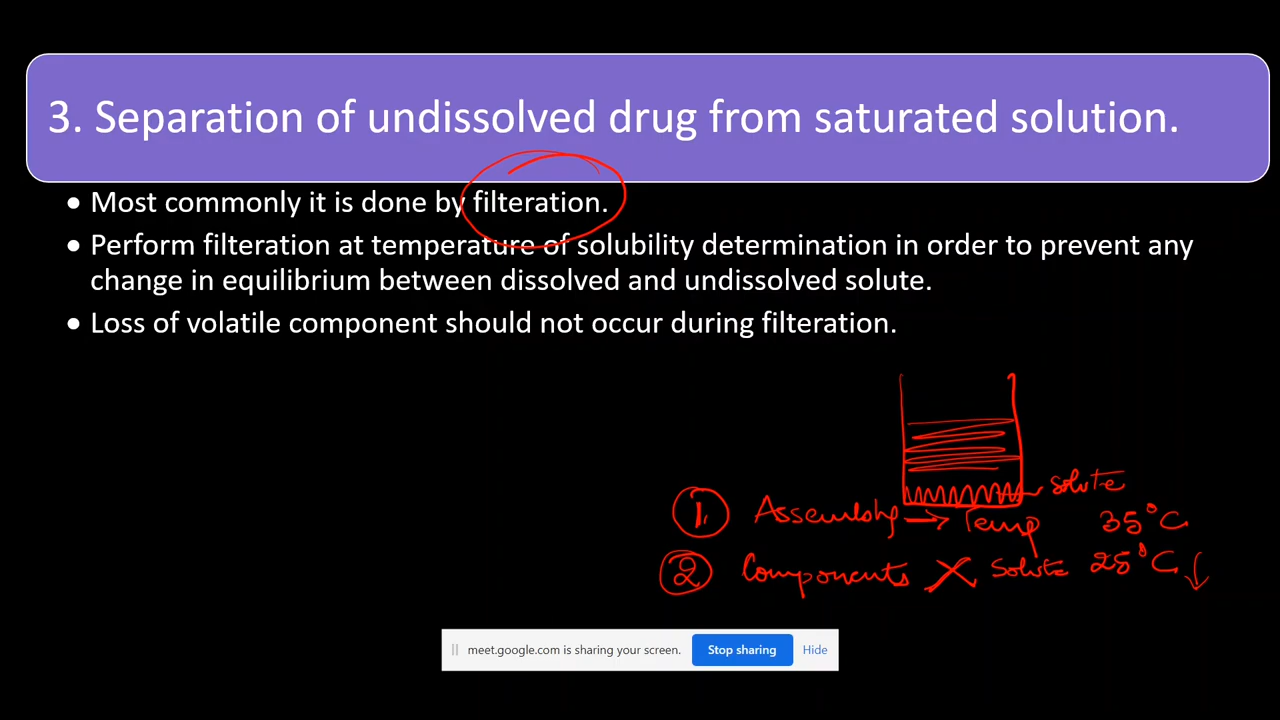 3. Separation of undissolved drug from saturated solution.
• Most commonly it is done by filteration.
• Perform filteration at temperature of solubility determination in order to prevent any
change in equilibrium between dissolved and undissolved solute.
• Loss of volatile component should not occur during filteration.
solute
1. Assembly → Temp 35°C
2 Components X Solute 25°C ↓
meet.google.com is sharing your screen. Stop sharing Hide